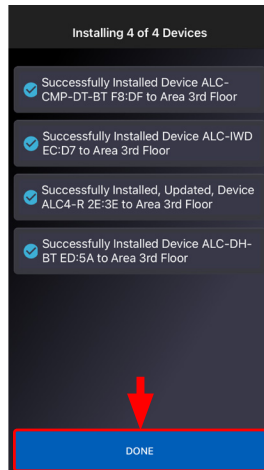 Installing 4 of 4 Devices
Successfully Installed Device ALC-
CMP-DT-BT F8:DF to Area 3rd Floor
Successfully Installed Device ALC-IWD
EC:D7 to Area 3rd Floor
Successfully Installed, Updated, Device
ALC4-R 2E:3E to Area 3rd Floor
Successfully Installed Device ALC-DH-
BT ED:5A to Area 3rd Floor
DONE